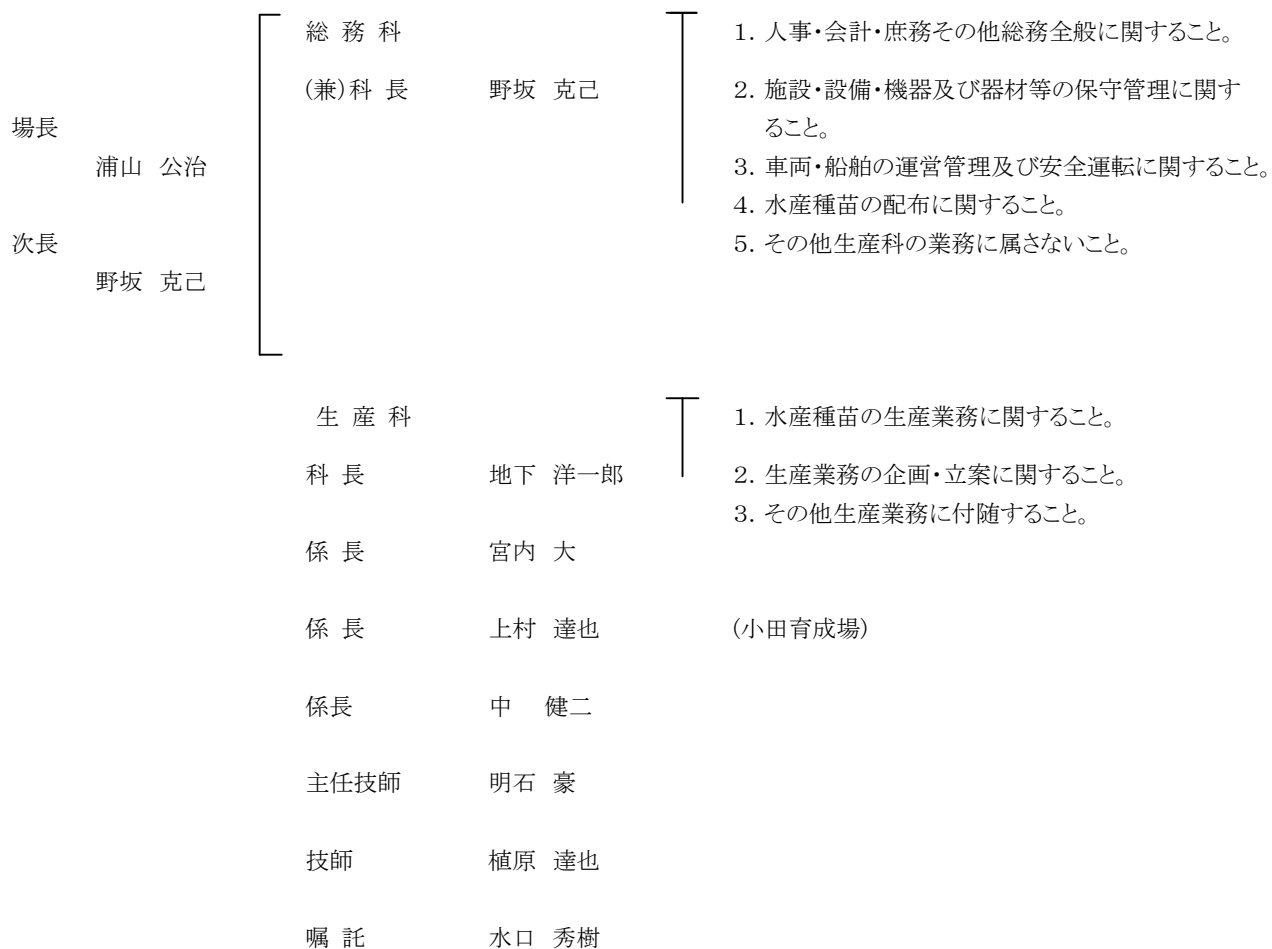 総 務 科 1. 人事・会計・庶務その他総務全般に関すること。
(兼)科 長 野坂 克己 2. 施設・設備・機器及び器材等の保守管理に関す
ること。
場長
浦山 公治 3. 車両・船舶の運営管理及び安全運転に関すること。
4. 水産種苗の配布に関すること。
次長 5. その他生産科の業務に属さないこと。
野坂 克己
生 産 科 1. 水産種苗の生産業務に関すること。
科 長 地下 洋一郎 2. 生産業務の企画・立案に関すること。
3. その他生産業務に付随すること。
係 長 宮内 大
係 長 上村 達也 (小田育成場)
係長 中 健二
主任技師 明石 豪
技師 植原 達也
嘱 託 水口 秀樹